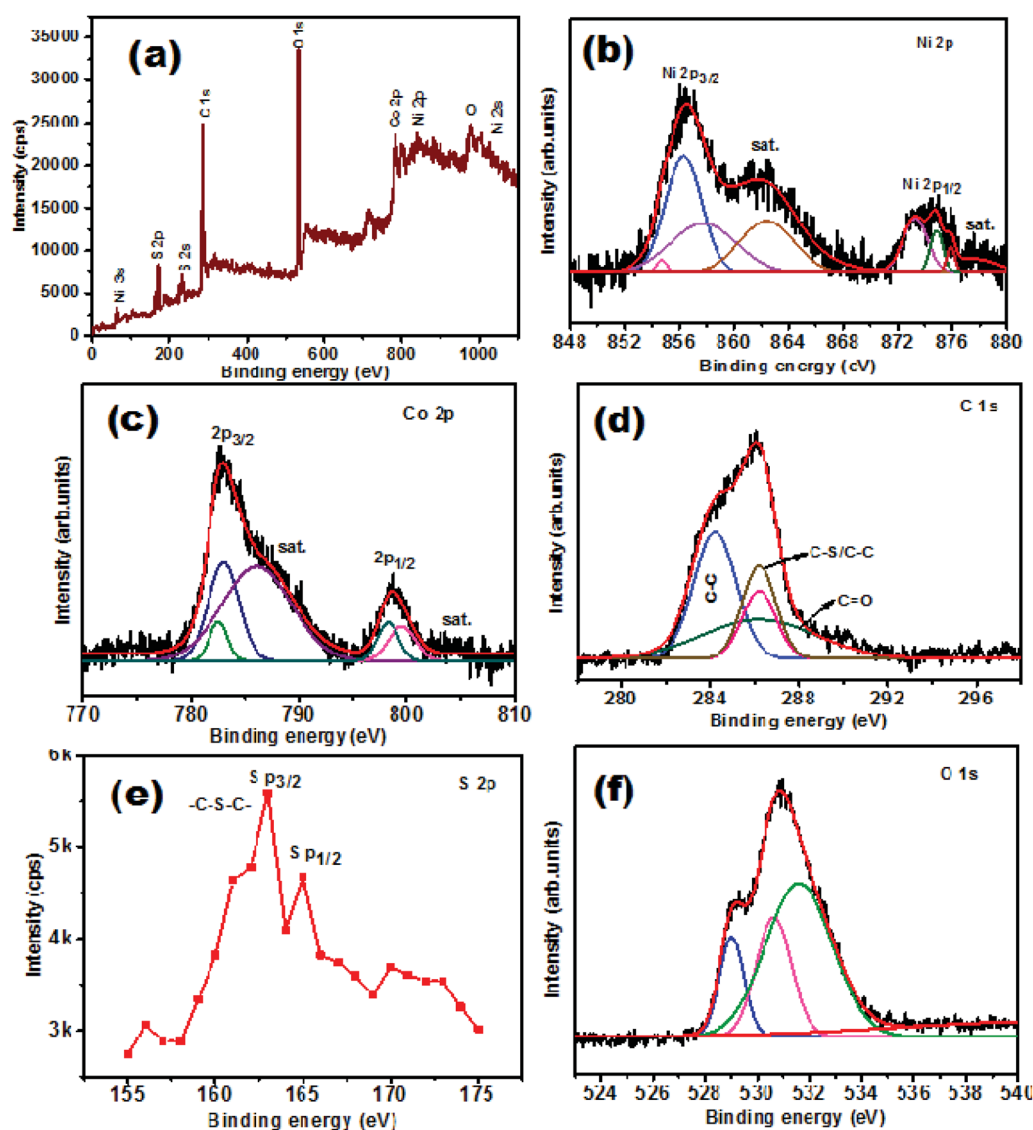 (a)
Ni 3s
S 2p
S 2s
C 1s
O 1s
Co 2p
Ni 2p
O
Ni 2s
Intensity (cps)
35000
30000
25000
20000
15000
10000
5000
0
0 200 400 600 800 1000
Binding energy (eV)
(b)
Ni 2p
Ni 2p3/2
sat.
Ni 2p1/2
sat.
Intensity (arb.units)
848 852 856 860 864 868 872 876 880
Binding energy (eV)
(c)
Co 2p
2p3/2
sat.
2p1/2
sat.
Intensity (arb.units)
770 780 790 800 810
Binding energy (eV)
(d)
C 1s
C-C
C-S/C-C
C=O
Intensity (arb.units)
280 284 288 292 296
Binding energy (eV)
(e)
S 2p
S p3/2
-C-S-C-
S p1/2
Intensity (cps)
6k
5k
4k
3k
155 160 165 170 175
Binding energy (eV)
(f)
O 1s
Intensity (arb.units)
524 526 528 530 532 534 536 538 540
Binding energy (eV)